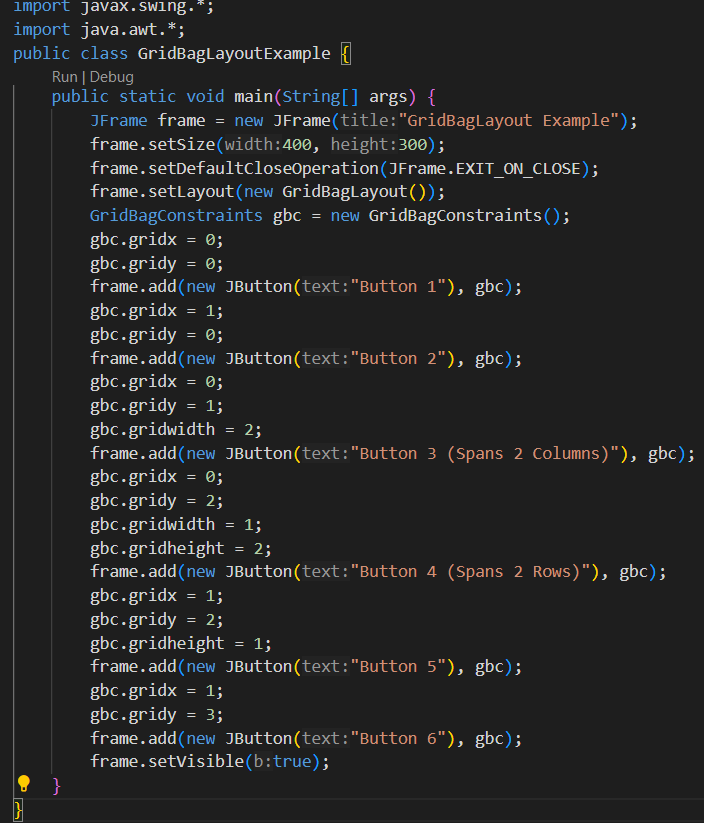 import javax.swing.*;
import java.awt.*;
public class GridBagLayoutExample {
Run | Debug
public static void main(String[] args) {
JFrame frame = new JFrame(title:"GridBagLayout Example");
frame.setSize(width:400, height:300);
frame.setDefaultCloseOperation(JFrame.EXIT_ON_CLOSE);
frame.setLayout(new GridBagLayout());
GridBagConstraints gbc = new GridBagConstraints();
gbc.gridx = 0;
gbc.gridy = 0;
frame.add(new JButton(text:"Button 1"), gbc);
gbc.gridx = 1;
gbc.gridy = 0;
frame.add(new JButton(text:"Button 2"), gbc);
gbc.gridx = 0;
gbc.gridy = 1;
gbc.gridwidth = 2;
frame.add(new JButton(text:"Button 3 (Spans 2 Columns)"), gbc);
gbc.gridx = 0;
gbc.gridy = 2;
gbc.gridwidth = 1;
gbc.gridheight = 2;
frame.add(new JButton(text:"Button 4 (Spans 2 Rows)"), gbc);
gbc.gridx = 1;
gbc.gridy = 2;
gbc.gridheight = 1;
frame.add(new JButton(text:"Button 5"), gbc);
gbc.gridx = 1;
gbc.gridy = 3;
frame.add(new JButton(text:"Button 6"), gbc);
frame.setVisible(b:true);
}
}